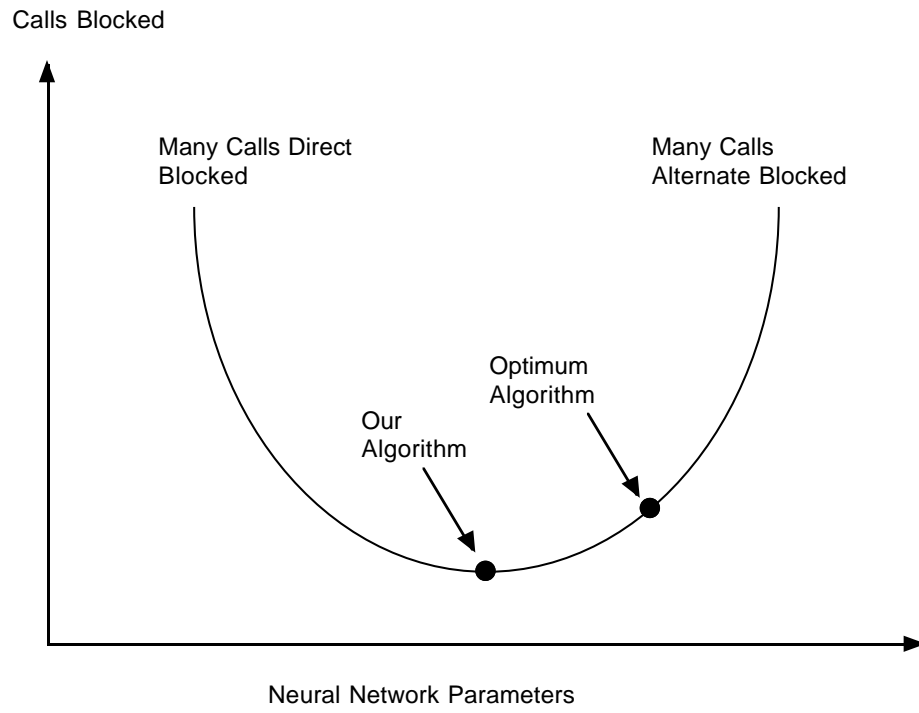 Calls Blocked
Many Calls Direct
Blocked
Many Calls
Alternate Blocked
Optimum
Algorithm
Our
Algorithm
Neural Network Parameters